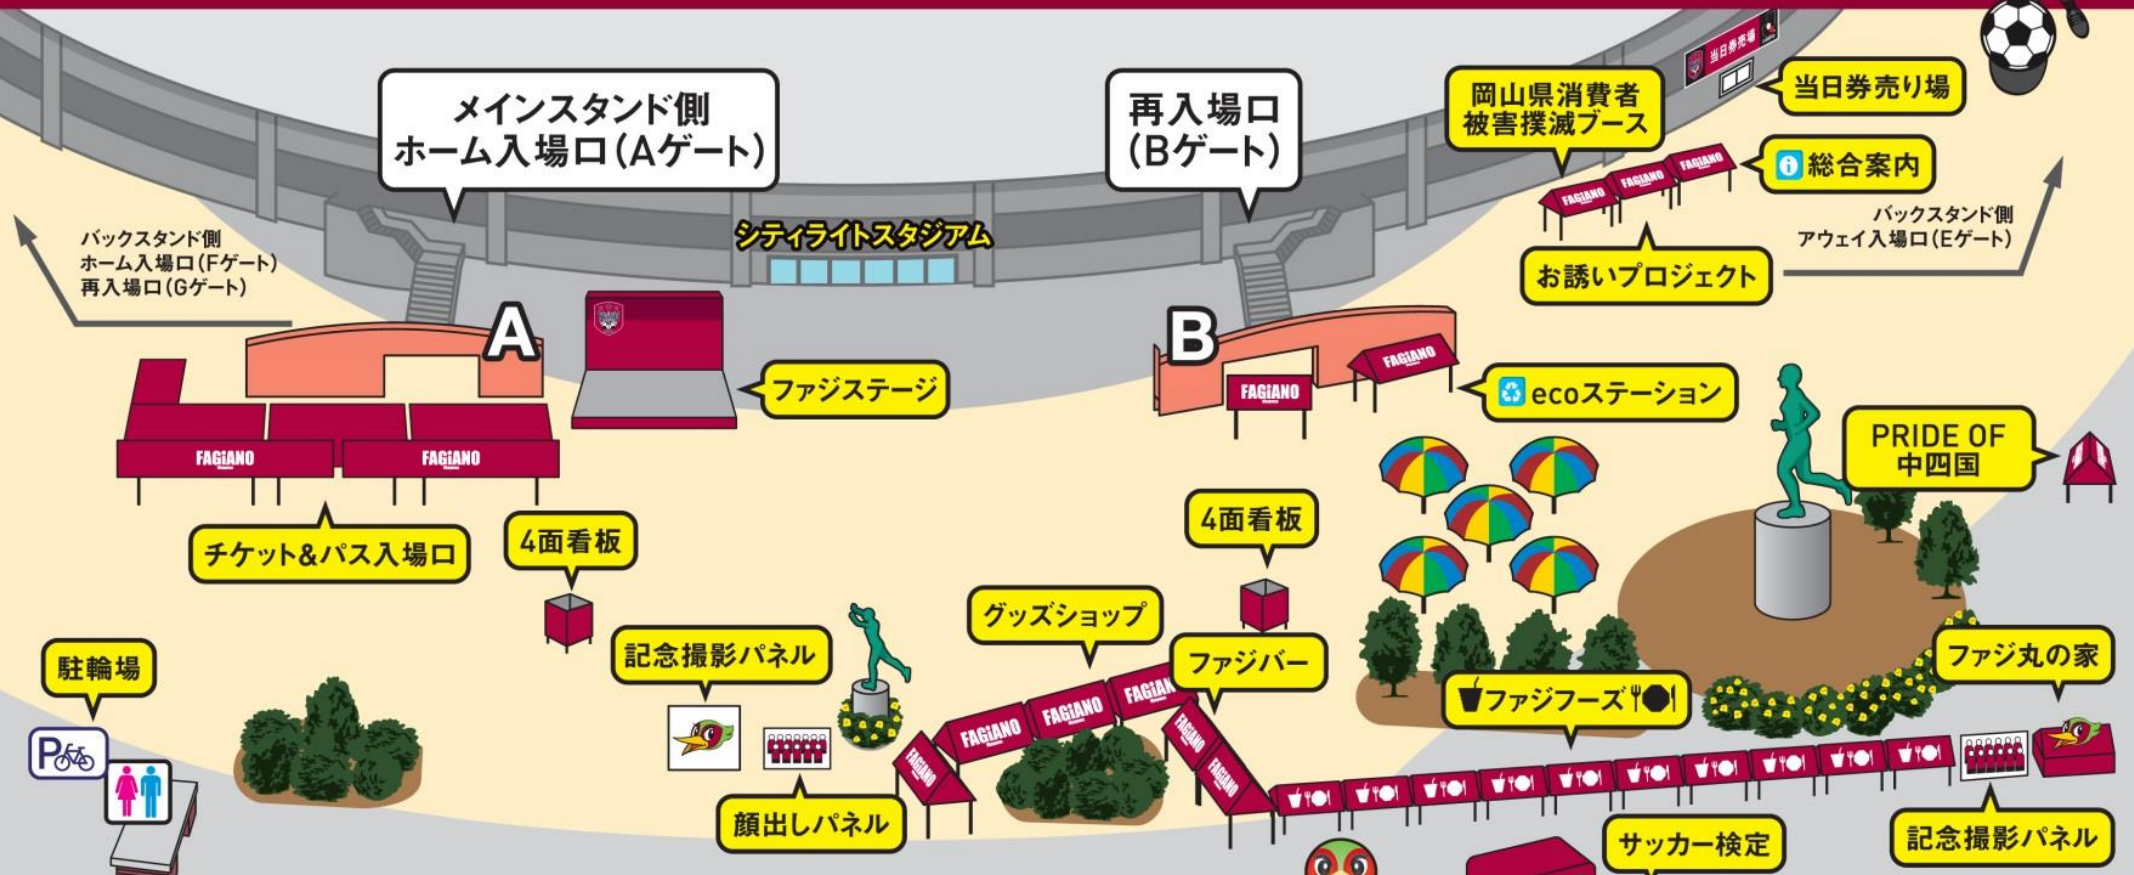 メインスタンド側
ホーム入場口(Aゲート)
再入場口
(Bゲート)
岡山県消費者
被害撲滅ブース
当日券売場
当日券売り場
総合案内
FAGiANO
FAGiANO
FAGiANO
バックスタンド側
アウェイ入場口(Eゲート)
お誘いプロジェクト
バックスタンド側
ホーム入場口(Fゲート)
再入場口(Gゲート)
シティライトスタジアム
A
B
ファジステージ
FAGiANO
FAGiANO
ecoステーション
FAGiANO
FAGiANO
PRIDE OF
中四国
チケット&パス入場口
4面看板
4面看板
グッズショップ
記念撮影パネル
ファジバー
駐輪場
P
ファジフーズ
ファジ丸の家
FAGiANO
FAGiANO
FAGiANO
FAGiAN
FAGiANO
FAGiANO
顔出しパネル
サッカー検定
記念撮影パネル